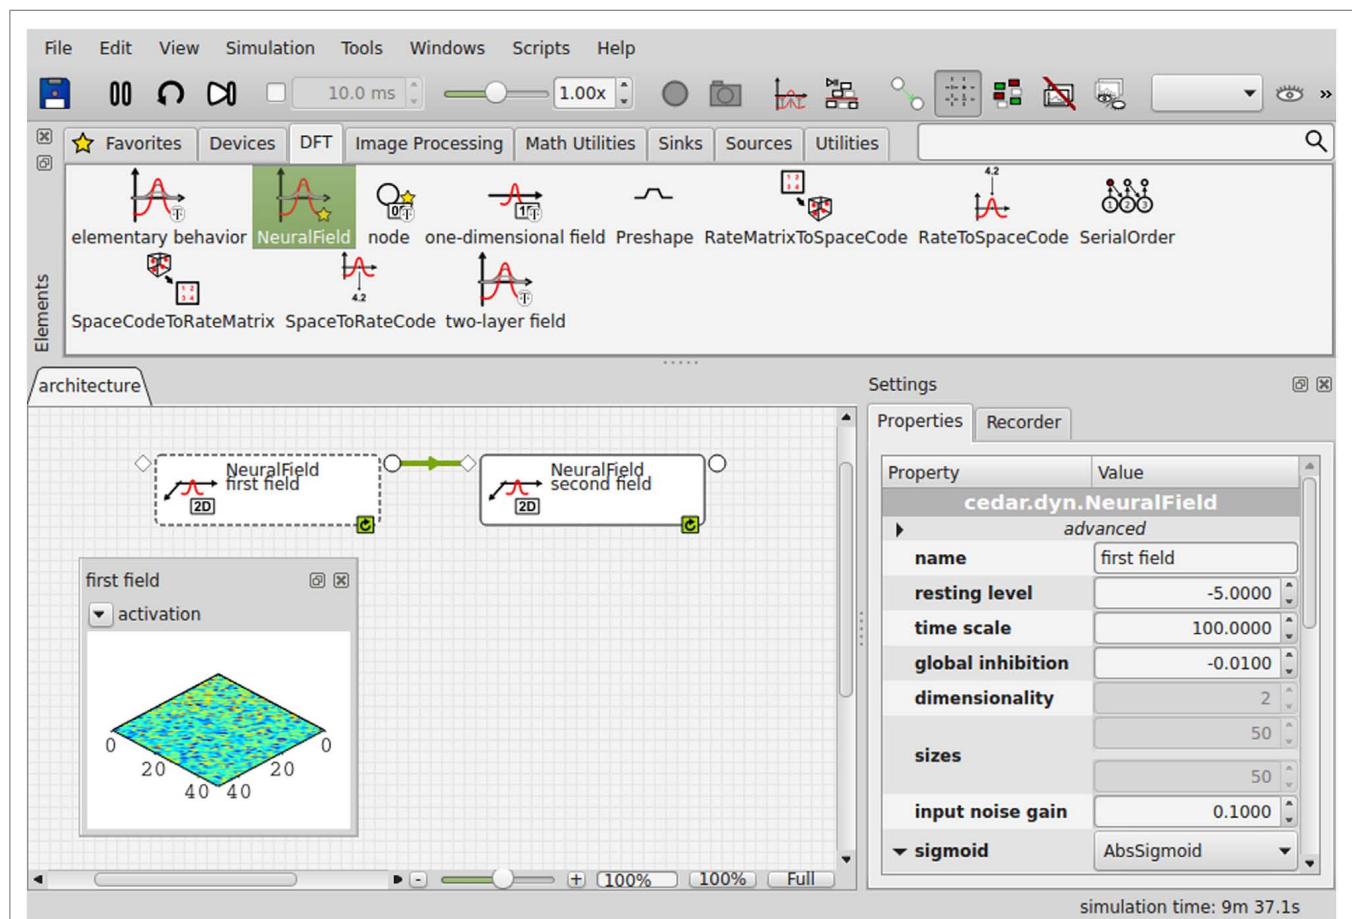 File Edit View Simulation Tools Windows Scripts Help
10.0 ms 1.00x »
Favorites Devices DFT Image Processing Math Utilities Sinks Sources Utilities
Elements
4.2
elementary behavior NeuralField node one-dimensional field Preshape RateMatrixToSpaceCode RateToSpaceCode SerialOrder
4.2
SpaceCodeToRateMatrix SpaceToRateCode two-layer field
architecture
NeuralField
first field
2D
NeuralField
second field
2D
first field
activation
0 0
20 20
40 40
- + 100% 100% Full
Settings
Properties Recorder
Property Value
cedar.dyn.NeuralField
advanced
name first field
resting level -5.0000
time scale 100.0000
global inhibition -0.0100
dimensionality 2
50
sizes
50
input noise gain 0.1000
sigmoid AbsSigmoid
simulation time: 9m 37.1s